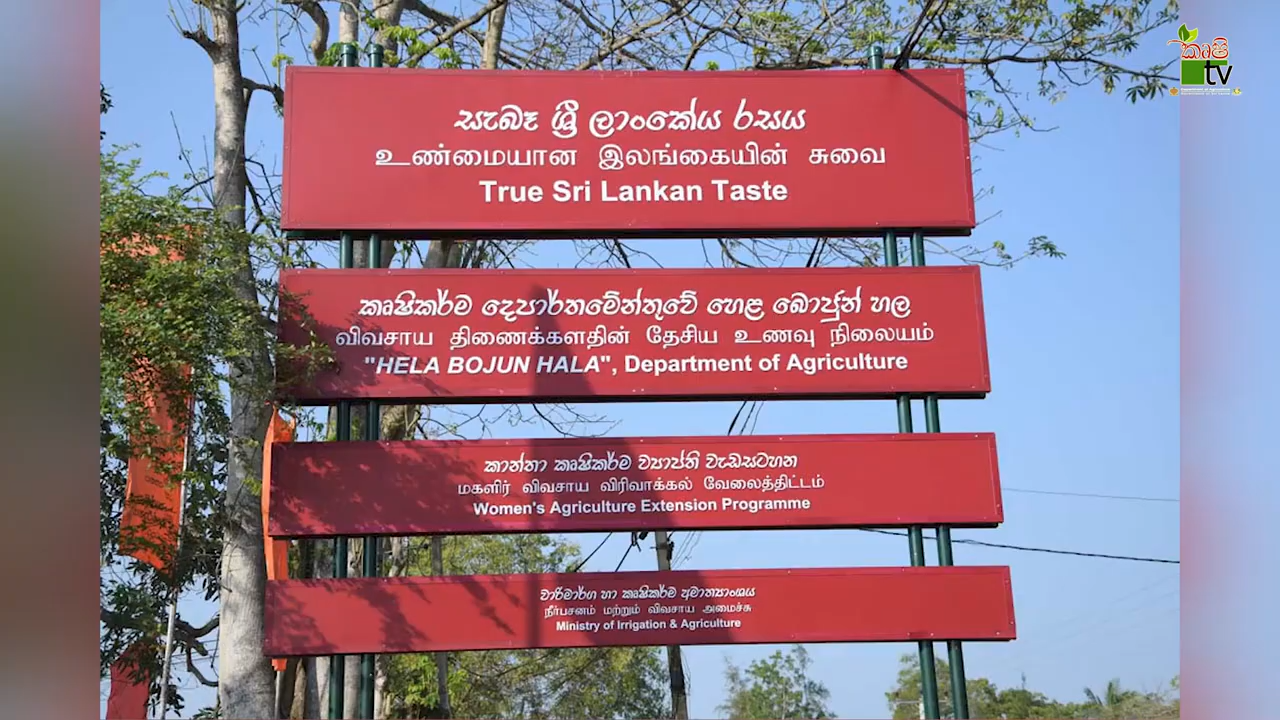 කෘෂි
tv
සැබෑ ශ්‍රී ලාංකේය රසය
உண்மையான இலங்கையின் சுவை
True Sri Lankan Taste
කෘෂිකර්ම දෙපාර්තමේන්තුවේ හෙළ බොජුන් හල
விவசாய திணைக்களதின் தேசிய உணவு நிலையம்
"HELA BOJUN HALA", Department of Agriculture
කාන්තා කෘෂිකර්ම ව්‍යාප්ති වැඩසටහන
மகளிர் விவசாய விரிவாக்கல் வேலைத்திட்டம்
Women's Agriculture Extension Programme
වාරිමාර්ග හා කෘෂිකර්ම අමාත්‍යාංශය
நீர்பசனம் மற்றும் விவசாய அமைச்சு
Ministry of Irrigation & Agriculture